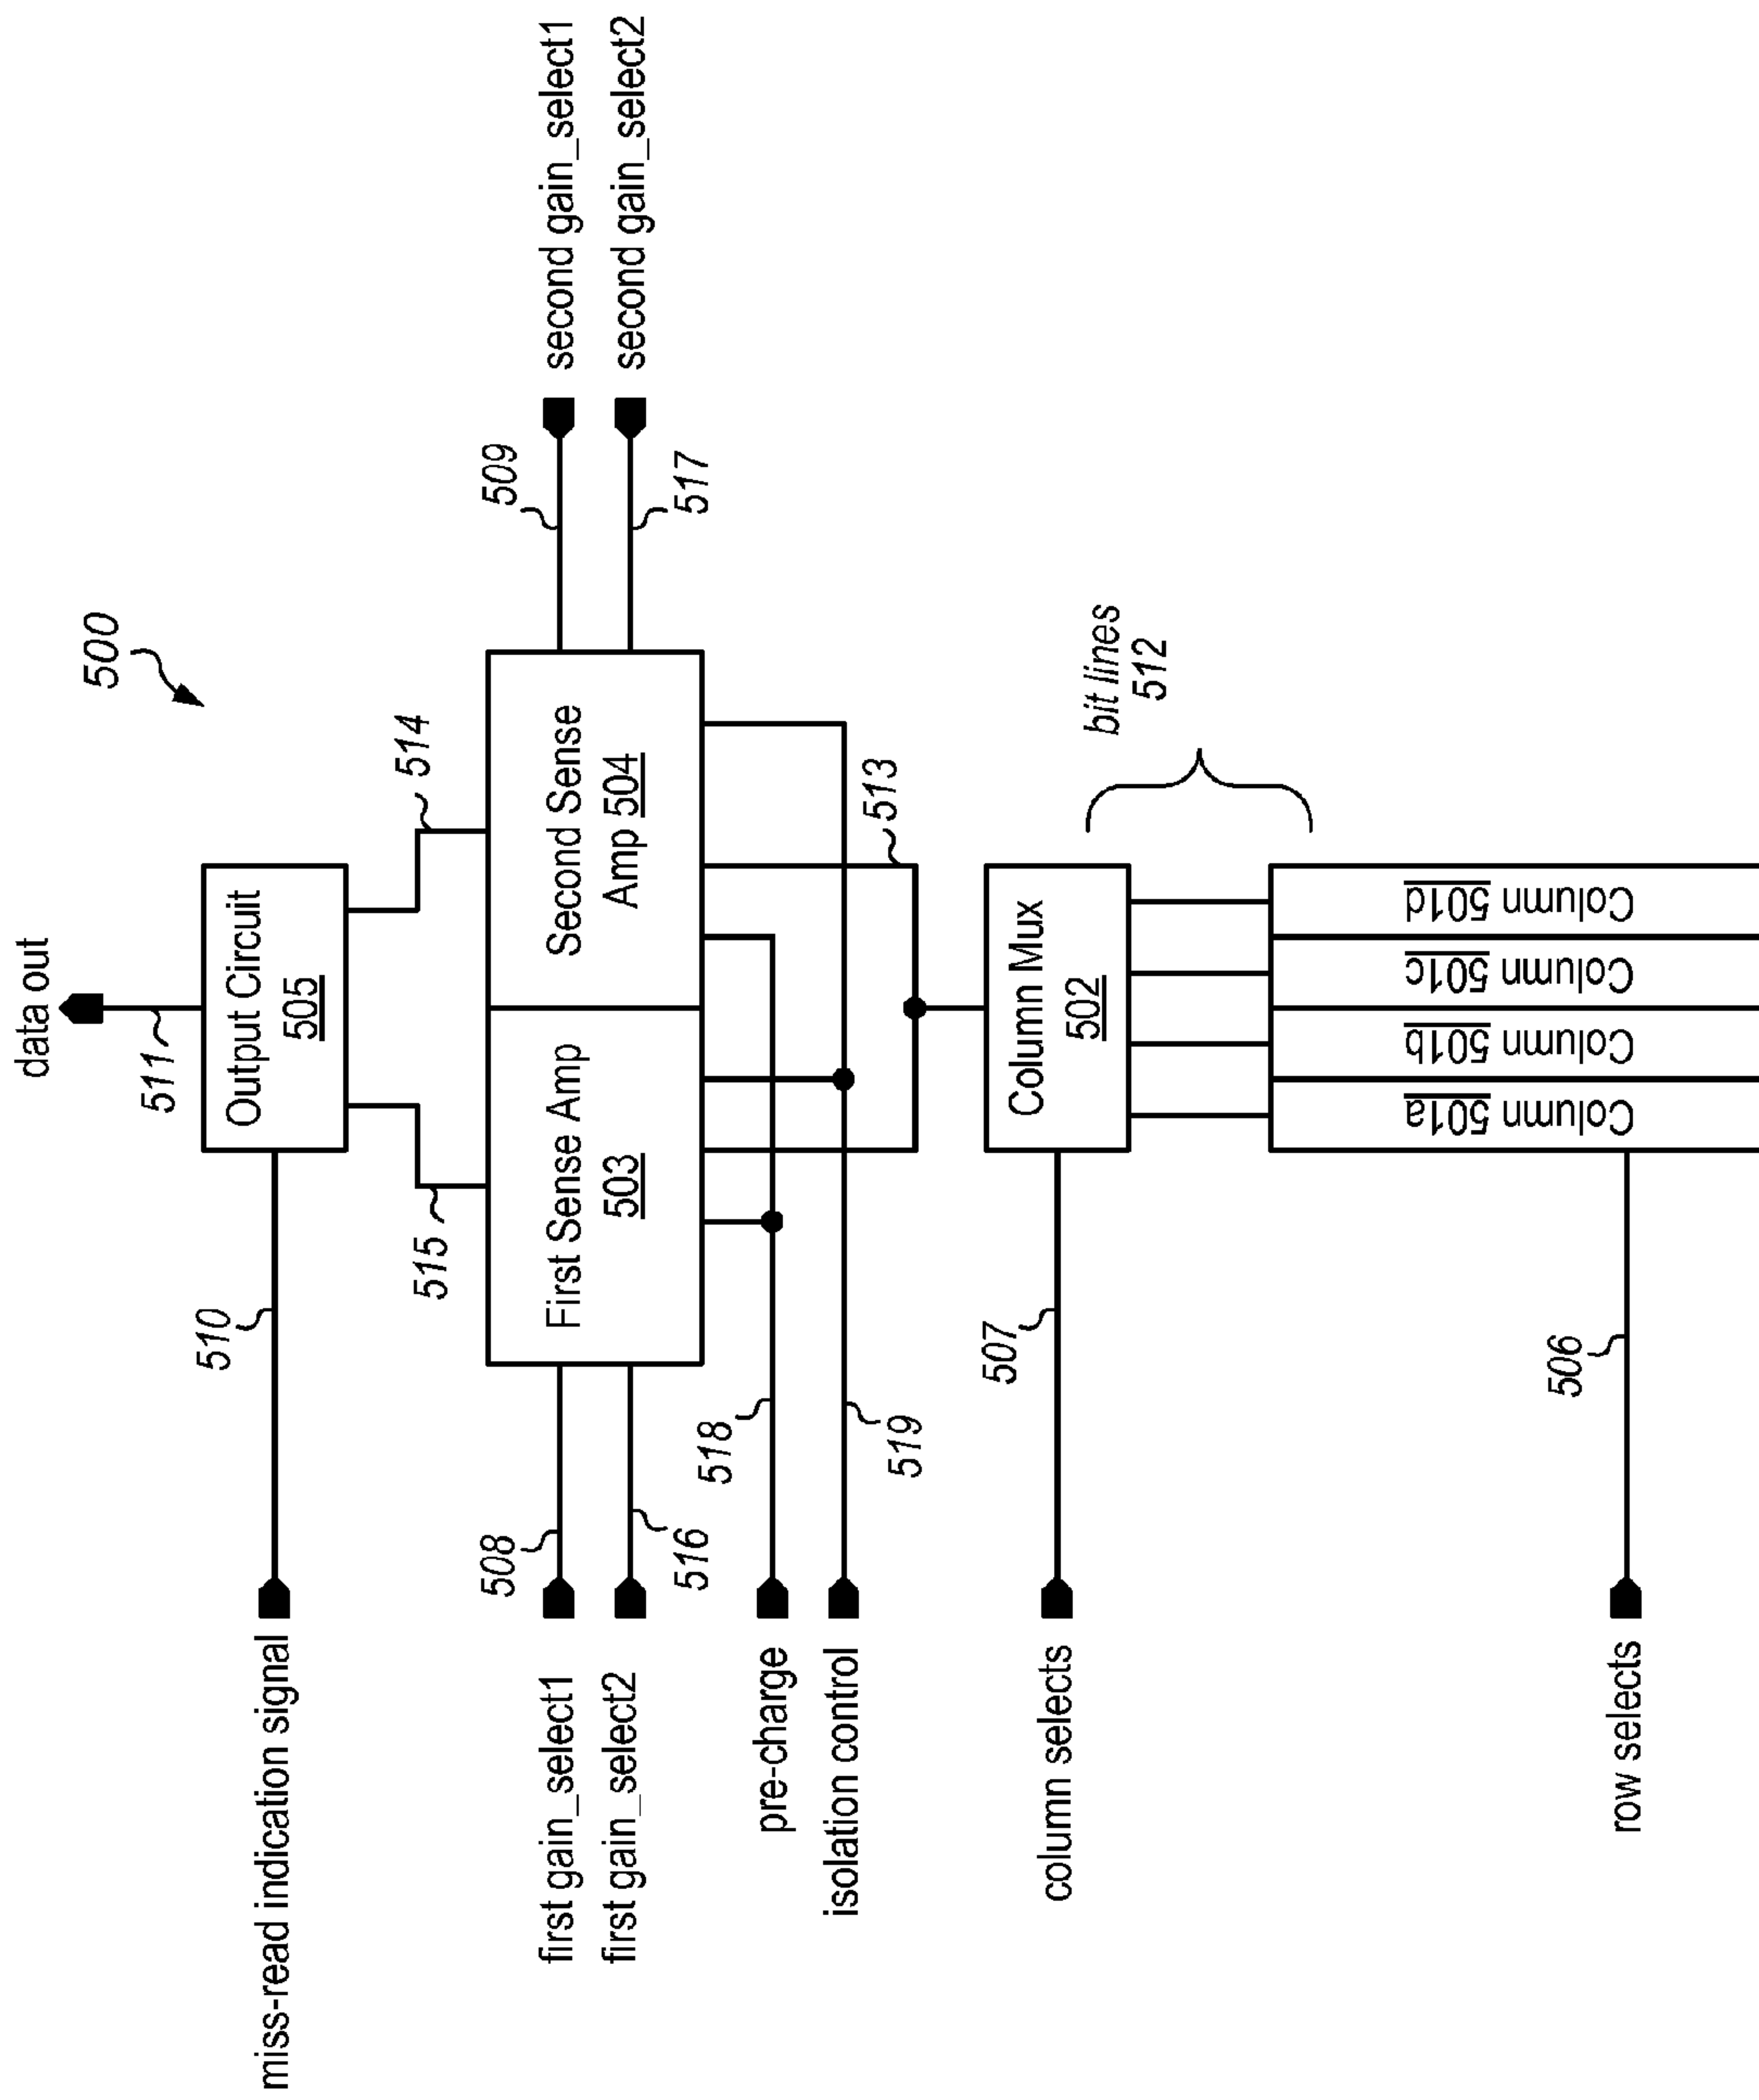 500
data out
511
Output Circuit
505
miss-read indication signal
510
515
514
first gain_select1
508
first gain_select2
516
First Sense Amp
503
Second Sense
Amp 504
509
second gain_select1
517
second gain_select2
pre-charge
518
isolation control
519
513
column selects
507
Column Mux
502
bit lines
512
Column 501a
Column 501b
Column 501c
Column 501d
row selects
506